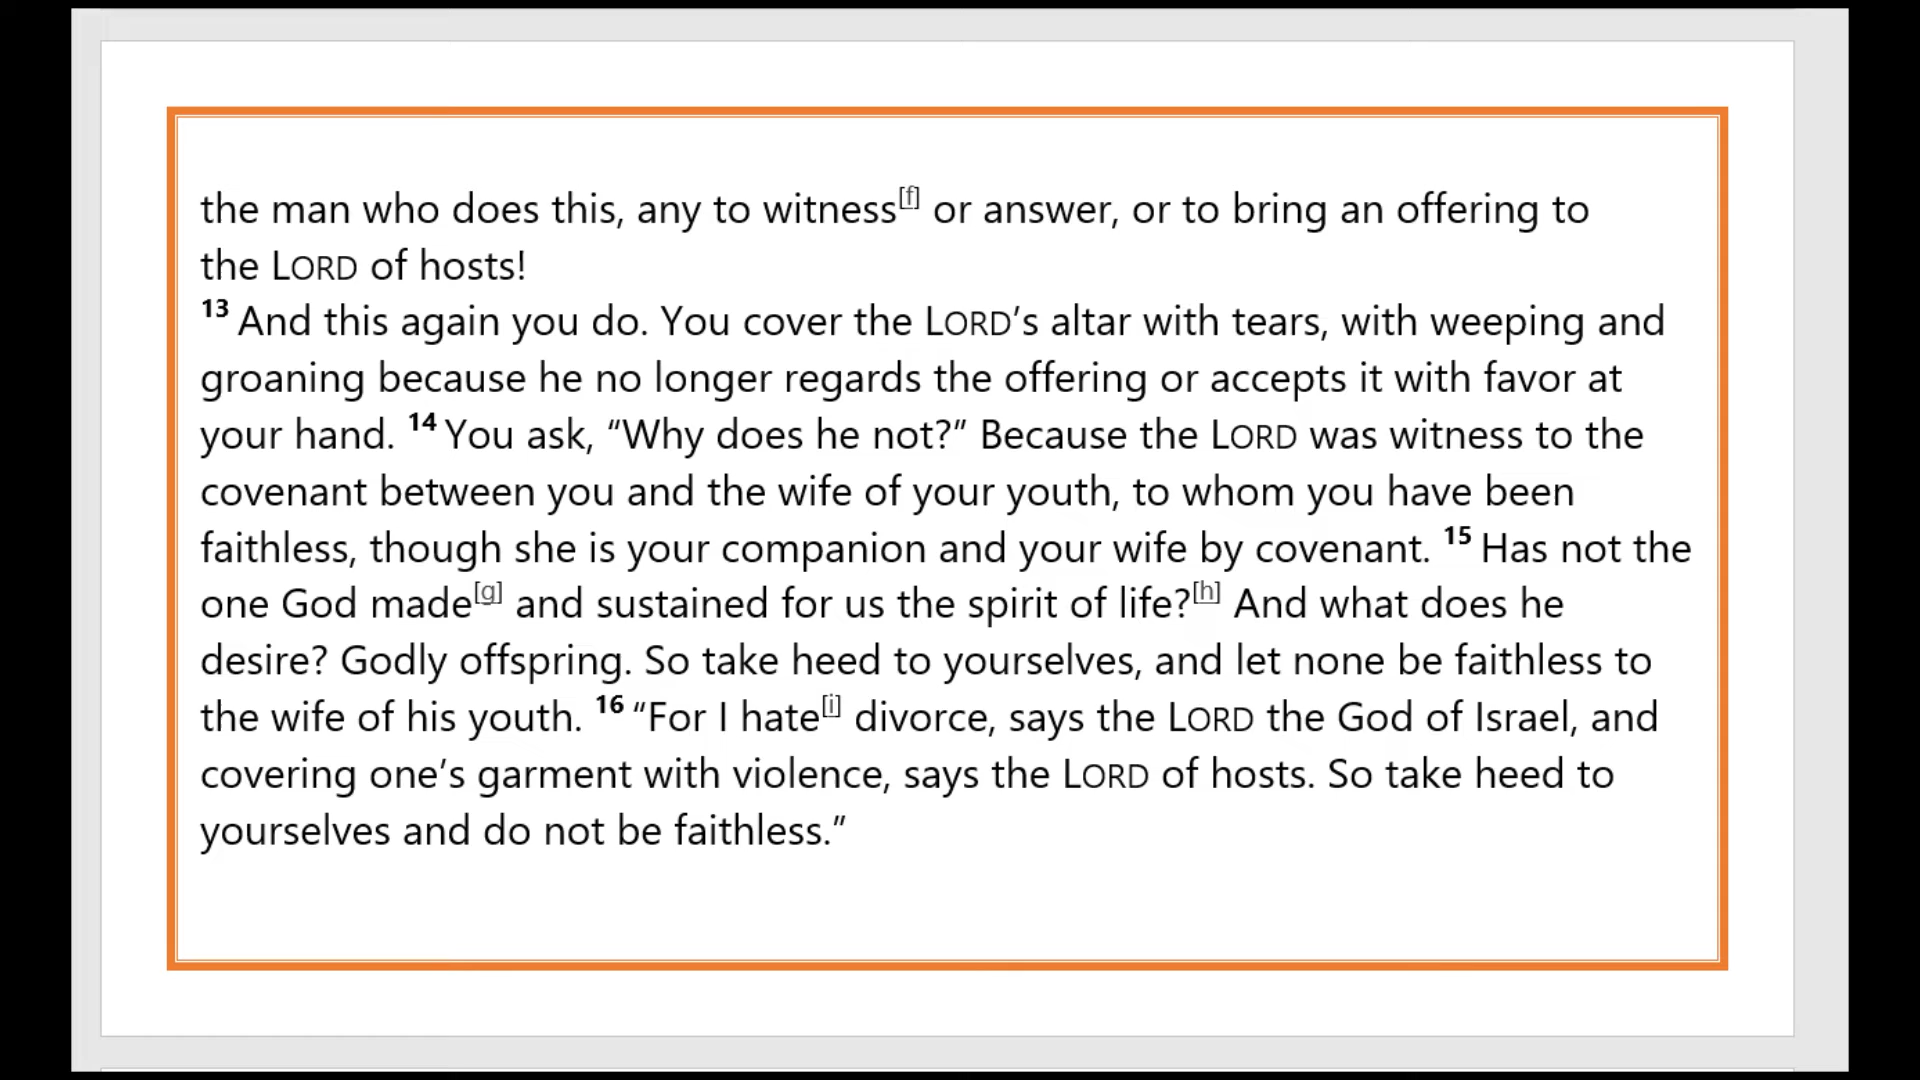 the man who does this, any to witness[f] or answer, or to bring an offering to
the LORD of hosts!
13 And this again you do. You cover the LORD’s altar with tears, with weeping and
groaning because he no longer regards the offering or accepts it with favor at
your hand. 14 You ask, “Why does he not?” Because the LORD was witness to the
covenant between you and the wife of your youth, to whom you have been
faithless, though she is your companion and your wife by covenant. 15 Has not the
one God made[g] and sustained for us the spirit of life?[h] And what does he
desire? Godly offspring. So take heed to yourselves, and let none be faithless to
the wife of his youth. 16 “For I hate[i] divorce, says the LORD the God of Israel, and
covering one’s garment with violence, says the LORD of hosts. So take heed to
yourselves and do not be faithless.”